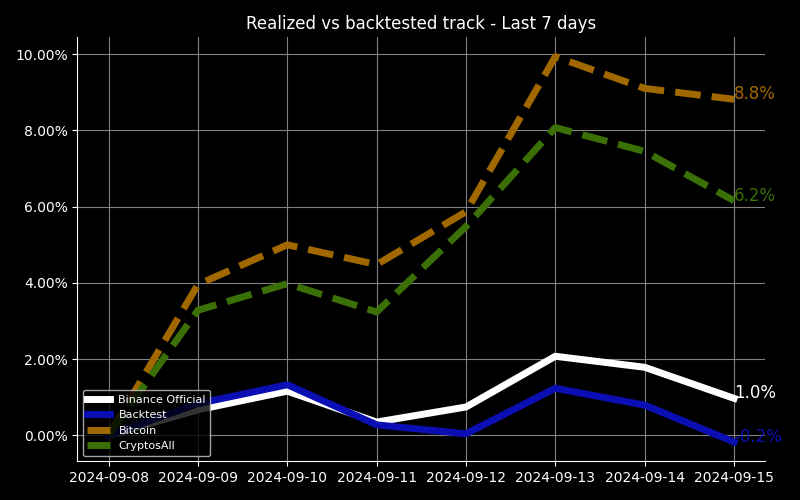 Realized vs backtested track - Last 7 days
10.00%
8.00%
6.00%
4.00%
2.00%
0.00%
8.8%
6.2%
1.0%
-0.2%
Binance Official
Backtest
Bitcoin
CryptosAll
2024-09-08 2024-09-09 2024-09-10 2024-09-11 2024-09-12 2024-09-13 2024-09-14 2024-09-15